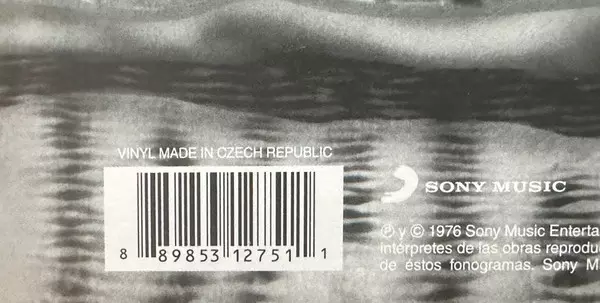 VINYL MADE IN CZECH REPUBLIC
8 89853 12751 1
SONY MUSIC
℗ y © 1976 Sony Music Enterta
intérpretes de las obras reprodu
de éstos fonogramas. Sony M